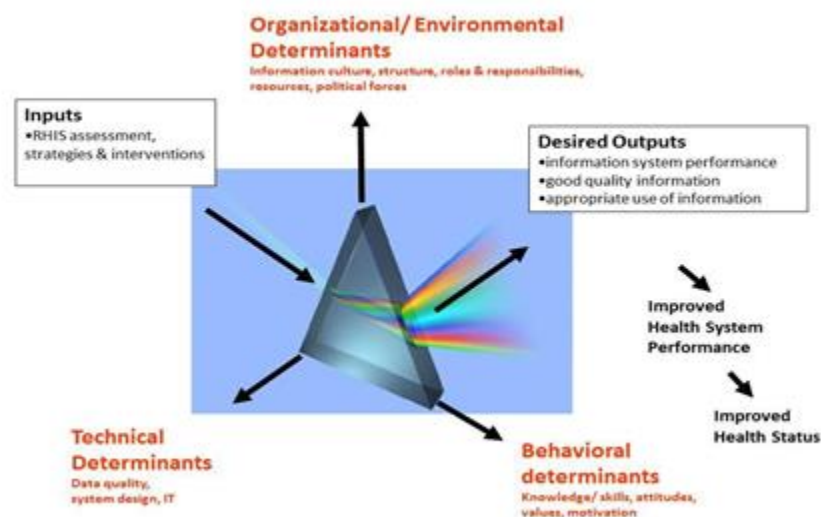 Organizational/ Environmental
Determinants
Information culture, structure, roles & responsibilities,
resources, political forces
Inputs
•RHIS assessment,
strategies & interventions
Desired Outputs
•information system performance
•good quality information
•appropriate use of information
Improved
Health System
Performance
Improved
Health Status
Technical
Determinants
Data quality,
system design, IT
Behavioral
determinants
Knowledge/ skills, attitudes,
values, motivation